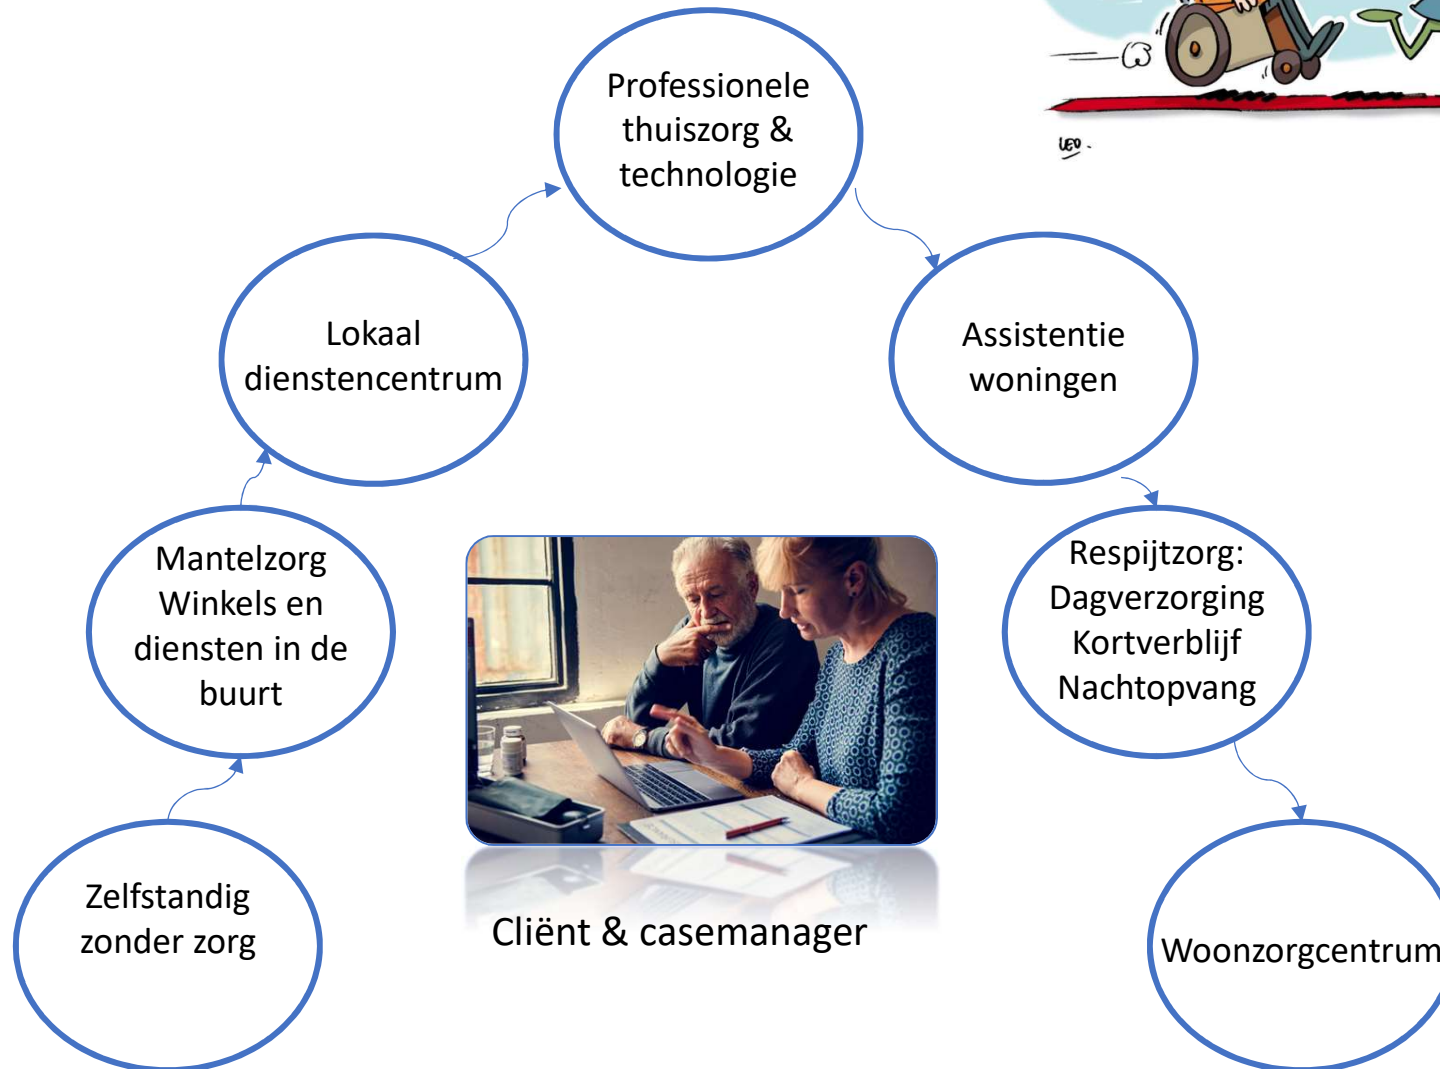 Professionele
thuiszorg &
technologie
LEO.
Lokaal
dienstencentrum
Assistentie
woningen
Mantelzorg
Winkels en
diensten in de
buurt
Respijtzorg:
Dagverzorging
Kortverblijf
Nachtopvang
Zelfstandig
zonder zorg
Cliënt & casemanager
Woonzorgcentrum